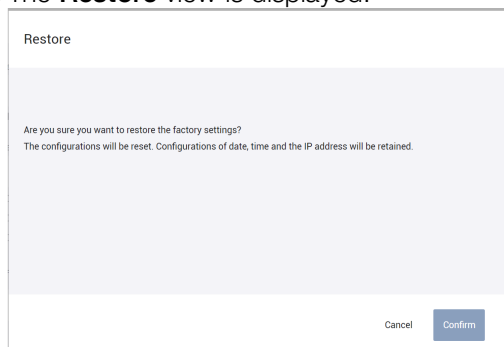 The Restore view is displayed.
Restore
Are you sure you want to restore the factory settings?
The configurations will be reset. Configurations of date, time and the IP address will be retained.
Cancel
Confirm